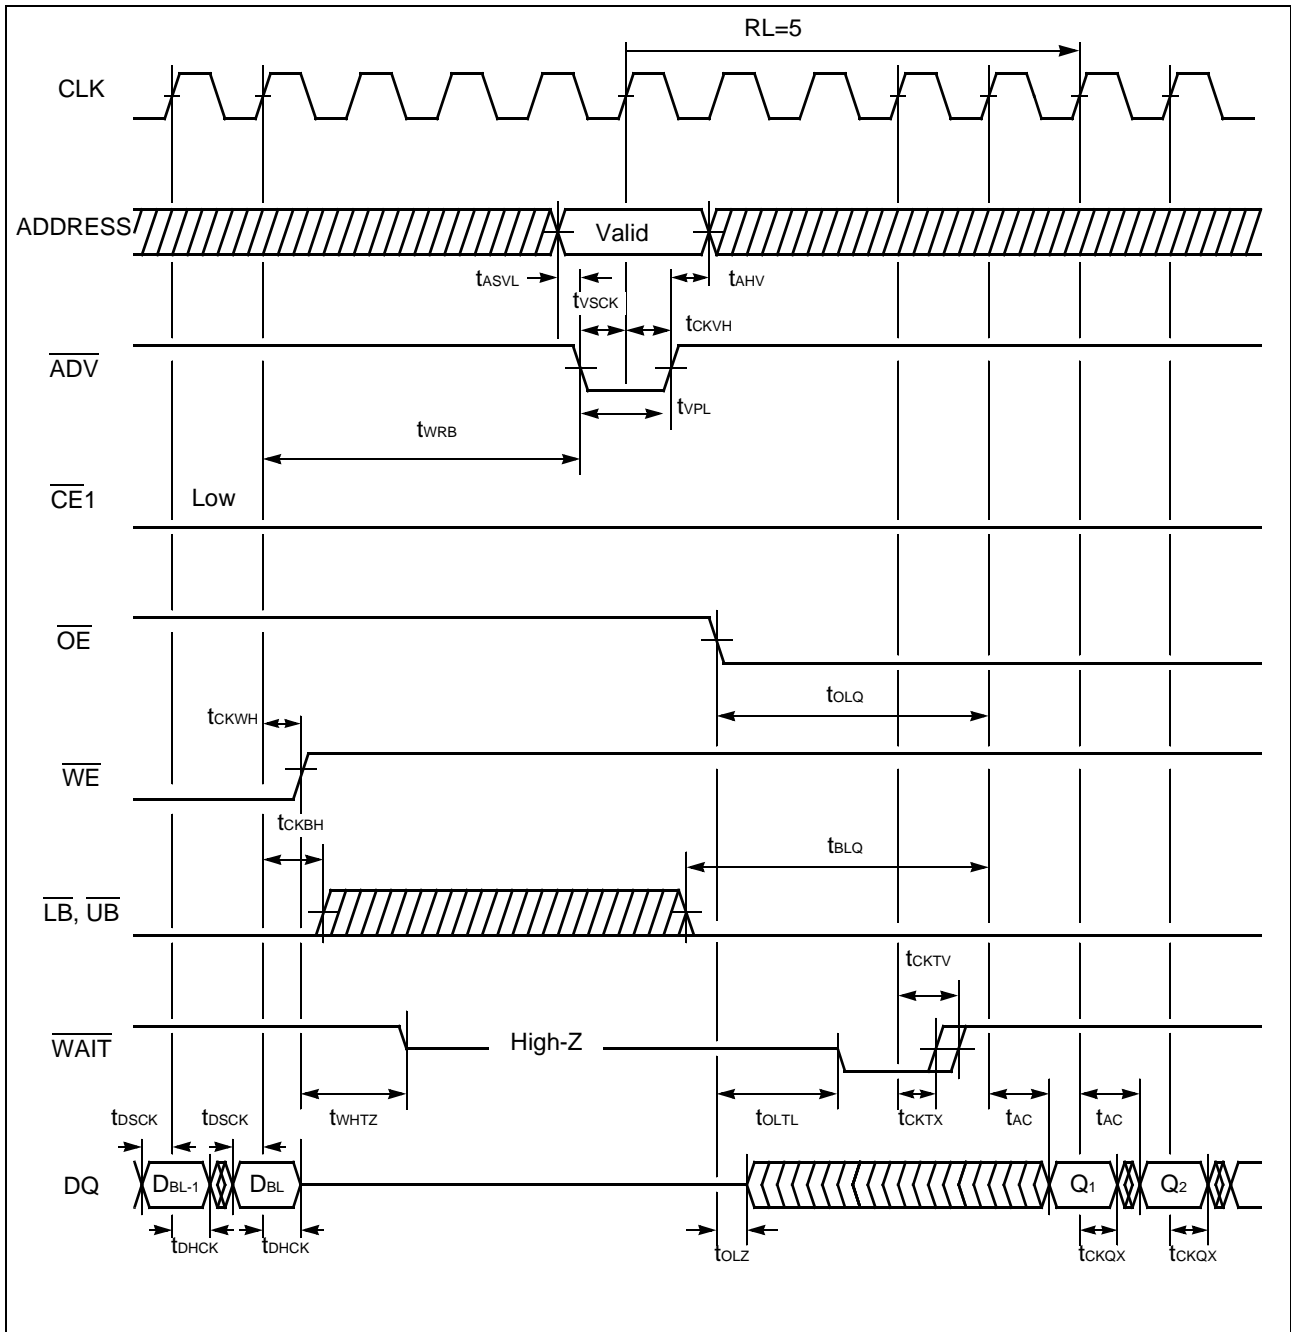 RL=5
CLK
ADDRESS
Valid
tASVL
tAHV
tVSCK
tCKVH
ADV
tVPL
tWRB
CE1
Low
OE
tOLQ
tCKWH
WE
tCKBH
tBLQ
LB, UB
tCKTV
WAIT
High-Z
tDSCK
tDSCK
tWHTZ
tOLTL
tCKTX
tAC
tAC
DQ
DBL-1
DBL
Q1
Q2
tDHCK
tDHCK
tOLZ
tCKQX
tCKQX